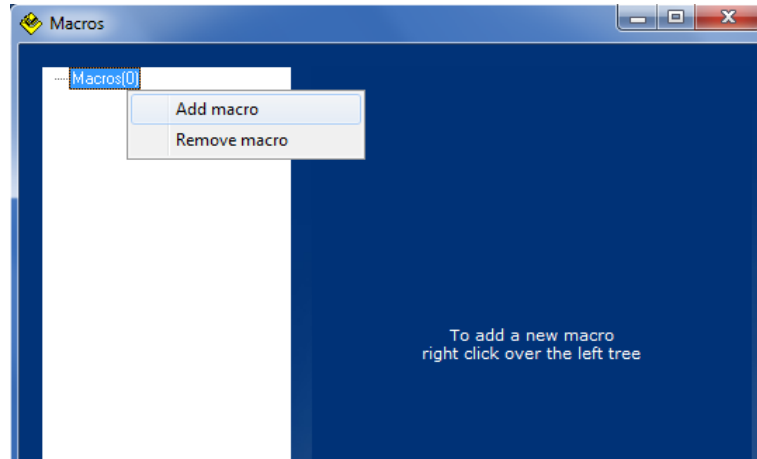 Macros
Macros(0)
Add macro
Remove macro
To add a new macro
right click over the left tree